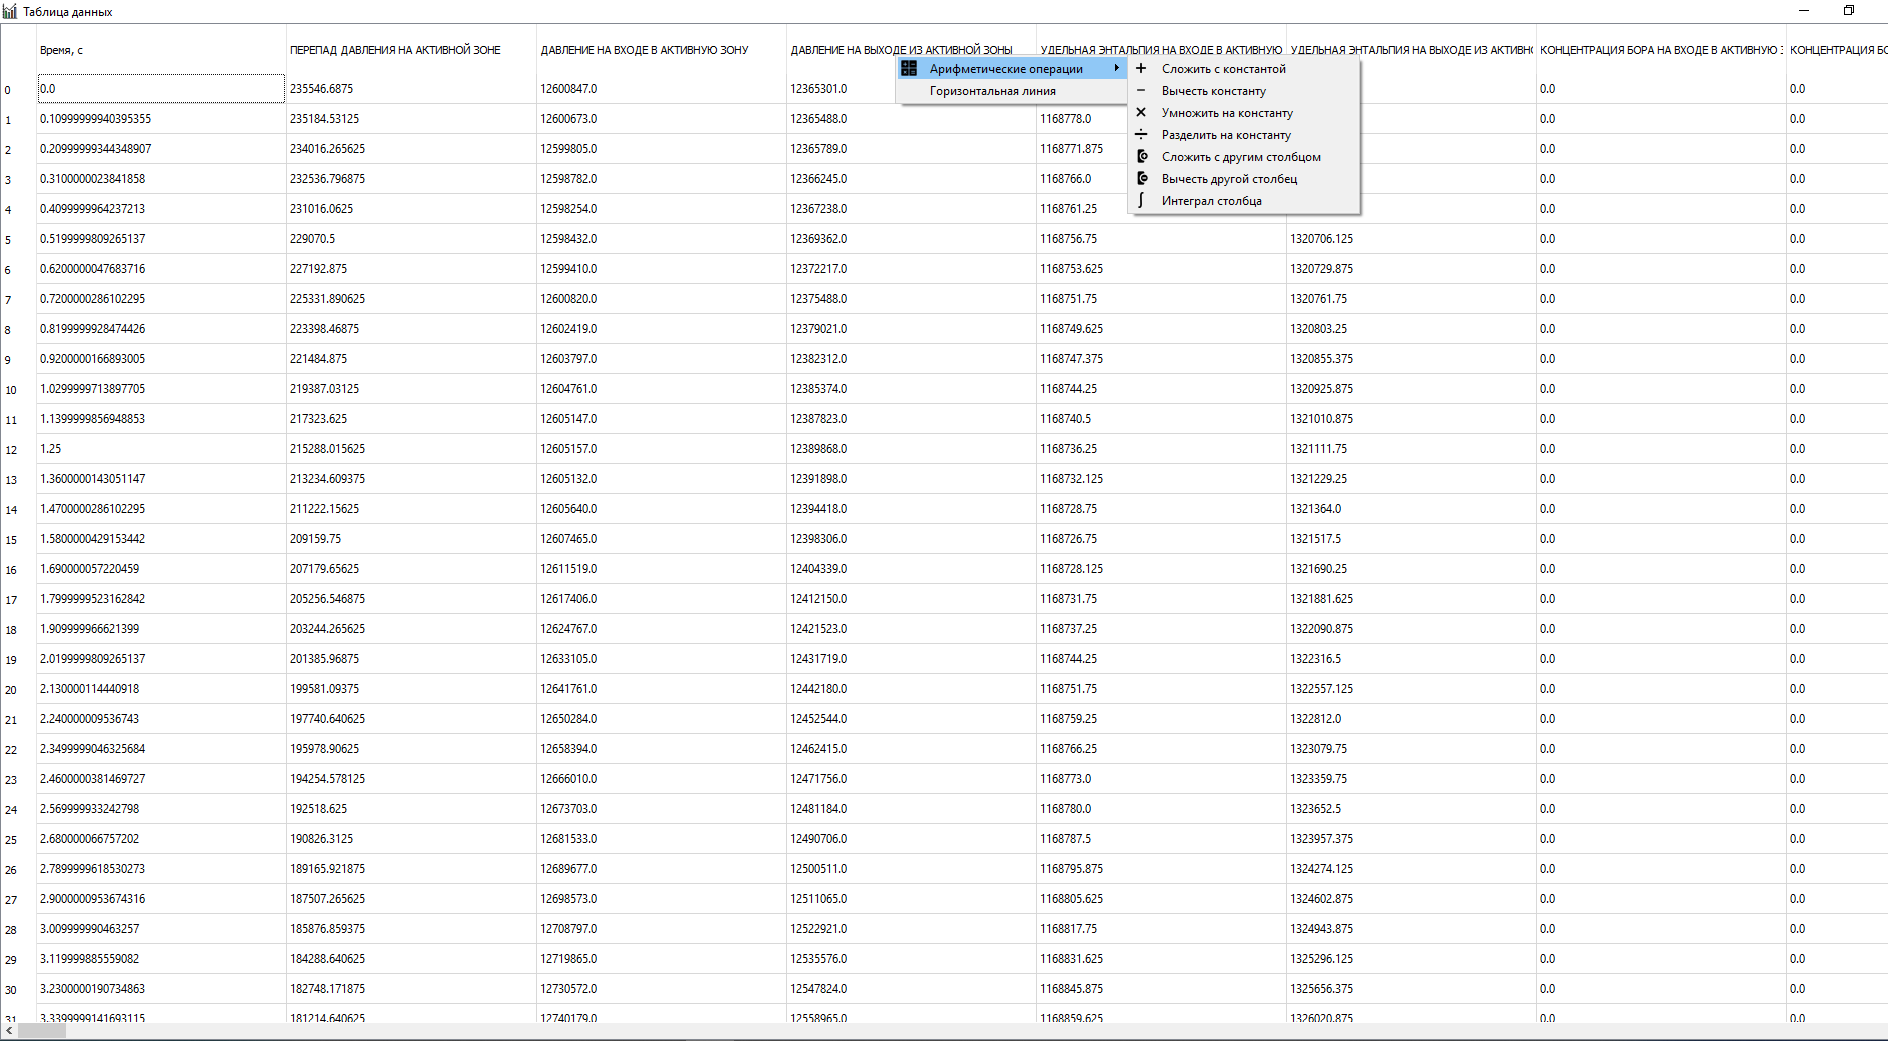 Таблица данных
Время, с ПЕРЕПАД ДАВЛЕНИЯ НА АКТИВНОЙ ЗОНЕ ДАВЛЕНИЕ НА ВХОДЕ В АКТИВНУЮ ЗОНУ ДАВЛЕНИЕ НА ВЫХОДЕ ИЗ АКТИВНОЙ ЗОНЫ УДЕЛЬНАЯ ЭНТАЛЬПИЯ НА ВХОДЕ В АКТИВНУЮ УДЕЛЬНАЯ ЭНТАЛЬПИЯ НА ВЫХОДЕ ИЗ АКТИВНО КОНЦЕНТРАЦИЯ БОРА НА ВХОДЕ В АКТИВНУЮ КОНЦЕНТРАЦИЯ БО
Арифметические операции
Горизонтальная линия
Сложить с константой
Вычесть константу
Умножить на константу
Разделить на константу
Сложить с другим столбцом
Вычесть другой столбец
Интеграл столбца
0 0.0 235546.6875 12600847.0 12365301.0 0.0 0.0
1 0.10999999940395355 235184.53125 12600673.0 12365488.0 1168778.0 0.0 0.0
2 0.20999999344348907 234016.265625 12599805.0 12365789.0 1168771.875 0.0 0.0
3 0.3100000023841858 232536.796875 12598782.0 12366245.0 1168766.0 0.0 0.0
4 0.4099999964237213 231016.0625 12598254.0 12367238.0 1168761.25 0.0 0.0
5 0.5199999809265137 229070.5 12598432.0 12369362.0 1168756.75 1320706.125 0.0 0.0
6 0.6200000047683716 227192.875 12599410.0 12372217.0 1168753.625 1320729.875 0.0 0.0
7 0.7200000286102295 225331.890625 12600820.0 12375488.0 1168751.75 1320761.75 0.0 0.0
8 0.8199999928474426 223398.46875 12602419.0 12379021.0 1168749.625 1320803.25 0.0 0.0
9 0.9200000166893005 221484.875 12603797.0 12382312.0 1168747.375 1320855.375 0.0 0.0
10 1.0299999713897705 219387.03125 12604761.0 12385374.0 1168744.25 1320925.875 0.0 0.0
11 1.1399999856948853 217323.625 12605147.0 12387823.0 1168740.5 1321010.875 0.0 0.0
12 1.25 215288.015625 12605157.0 12389868.0 1168736.25 1321111.75 0.0 0.0
13 1.3600000143051147 213234.609375 12605132.0 12391898.0 1168732.125 1321229.25 0.0 0.0
14 1.4700000286102295 211222.15625 12605640.0 12394418.0 1168728.75 1321364.0 0.0 0.0
15 1.5800000429153442 209159.75 12607465.0 12398306.0 1168726.75 1321517.5 0.0 0.0
16 1.690000057220459 207179.65625 12611519.0 12404339.0 1168728.125 1321690.25 0.0 0.0
17 1.7999999523162842 205256.546875 12617406.0 12412150.0 1168731.75 1321881.625 0.0 0.0
18 1.909999966621399 203244.265625 12624767.0 12421523.0 1168737.25 1322090.875 0.0 0.0
19 2.0199999809265137 201385.96875 12633105.0 12431719.0 1168744.25 1322316.5 0.0 0.0
20 2.130000114440918 199581.09375 12641761.0 12442180.0 1168751.75 1322557.125 0.0 0.0
21 2.240000009536743 197740.640625 12650284.0 12452544.0 1168759.25 1322812.0 0.0 0.0
22 2.3499999046325684 195978.90625 12658394.0 12462415.0 1168766.25 1323079.75 0.0 0.0
23 2.4600000381469727 194254.578125 12666010.0 12471756.0 1168773.0 1323359.75 0.0 0.0
24 2.569999933242798 192518.625 12673703.0 12481184.0 1168780.0 1323652.5 0.0 0.0
25 2.680000066757202 190826.3125 12681533.0 12490706.0 1168787.5 1323957.375 0.0 0.0
26 2.7899999618530273 189165.921875 12689677.0 12500511.0 1168795.875 1324274.125 0.0 0.0
27 2.9000000953674316 187507.265625 12698573.0 12511065.0 1168805.625 1324602.875 0.0 0.0
28 3.009999990463257 185876.859375 12708797.0 12522921.0 1168817.75 1324943.875 0.0 0.0
29 3.119999885559082 184288.640625 12719865.0 12535576.0 1168831.625 1325296.125 0.0 0.0
30 3.2300000190734863 182748.171875 12730572.0 12547824.0 1168845.875 1325656.375 0.0 0.0
31 3.3399999141693115 181214.640625 12740179.0 12558965.0 1168859.625 1326020.875 0.0 0.0